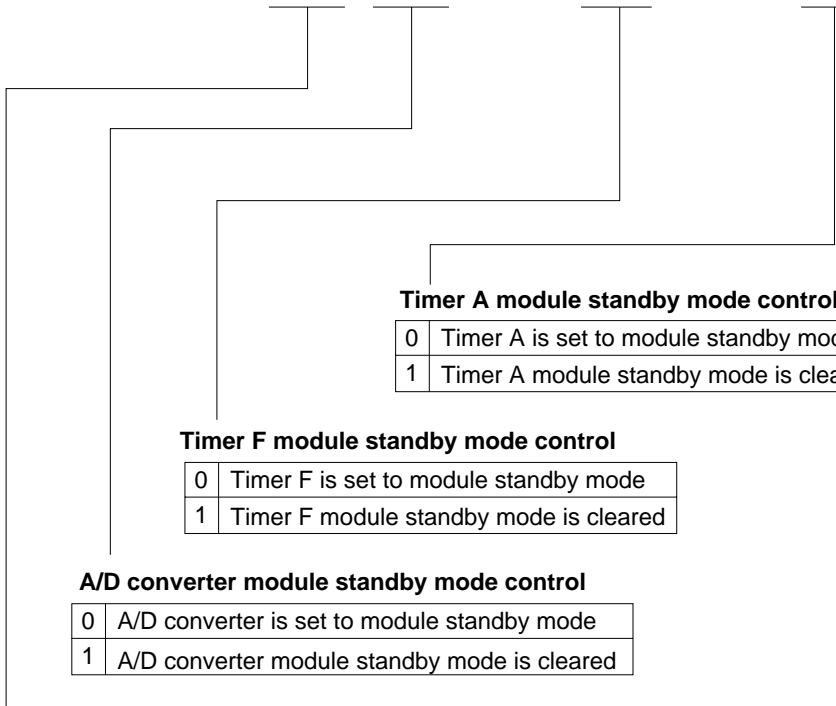 Timer A module standby mode control
0 Timer A is set to module standby
1 Timer A module standby mode is
Timer F module standby mode control
0 Timer F is set to module standby mode
1 Timer F module standby mode is cleared
A/D converter module standby mode control
0 A/D converter is set to module standby mode
1 A/D converter module standby mode is cleared